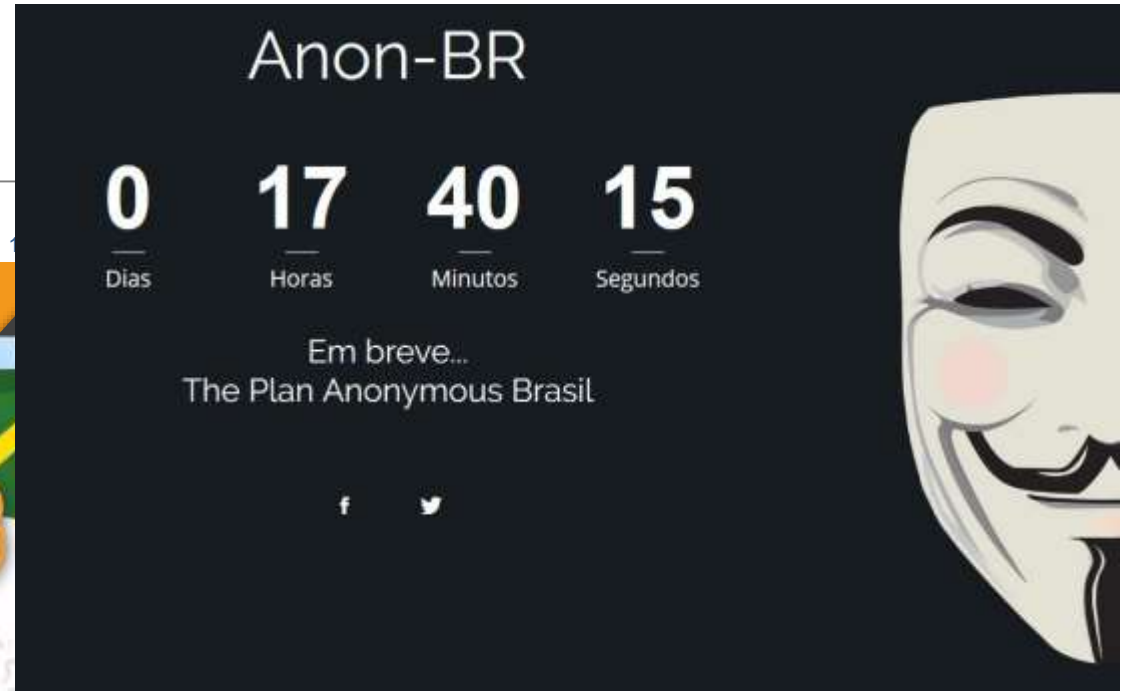 Anon-BR
0 17 40 15
Dias Horas Minutos Segundos
Em breve...
The Plan Anonymous Brasil